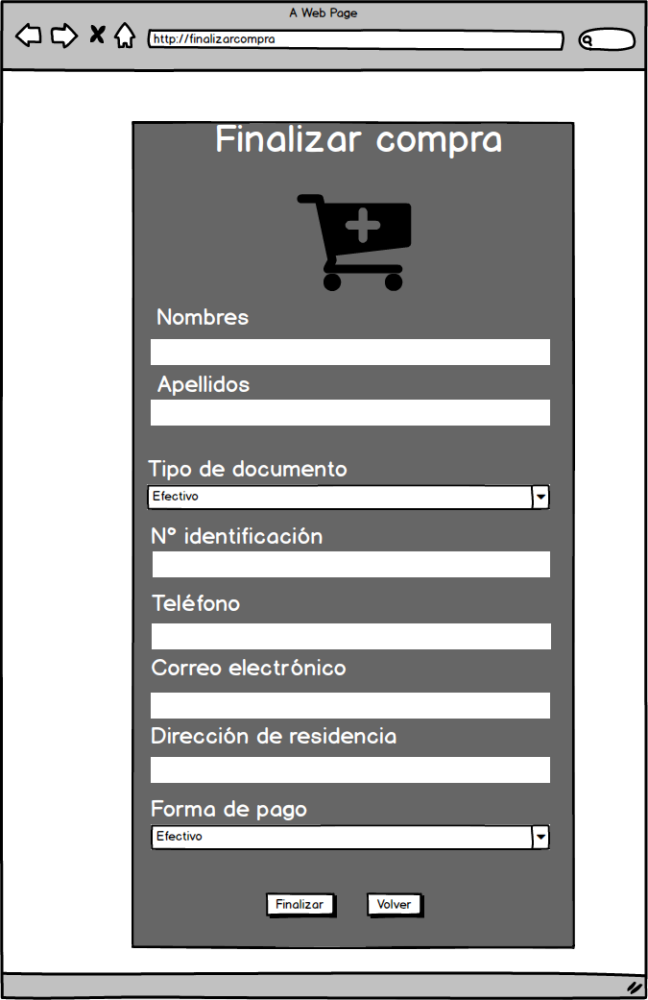 A Web Page
http://finalizarcompra
Finalizar compra
Nombres
Apellidos
Tipo de documento
Efectivo
Nº identificación
Teléfono
Correo electrónico
Dirección de residencia
Forma de pago
Efectivo
Finalizar Volver